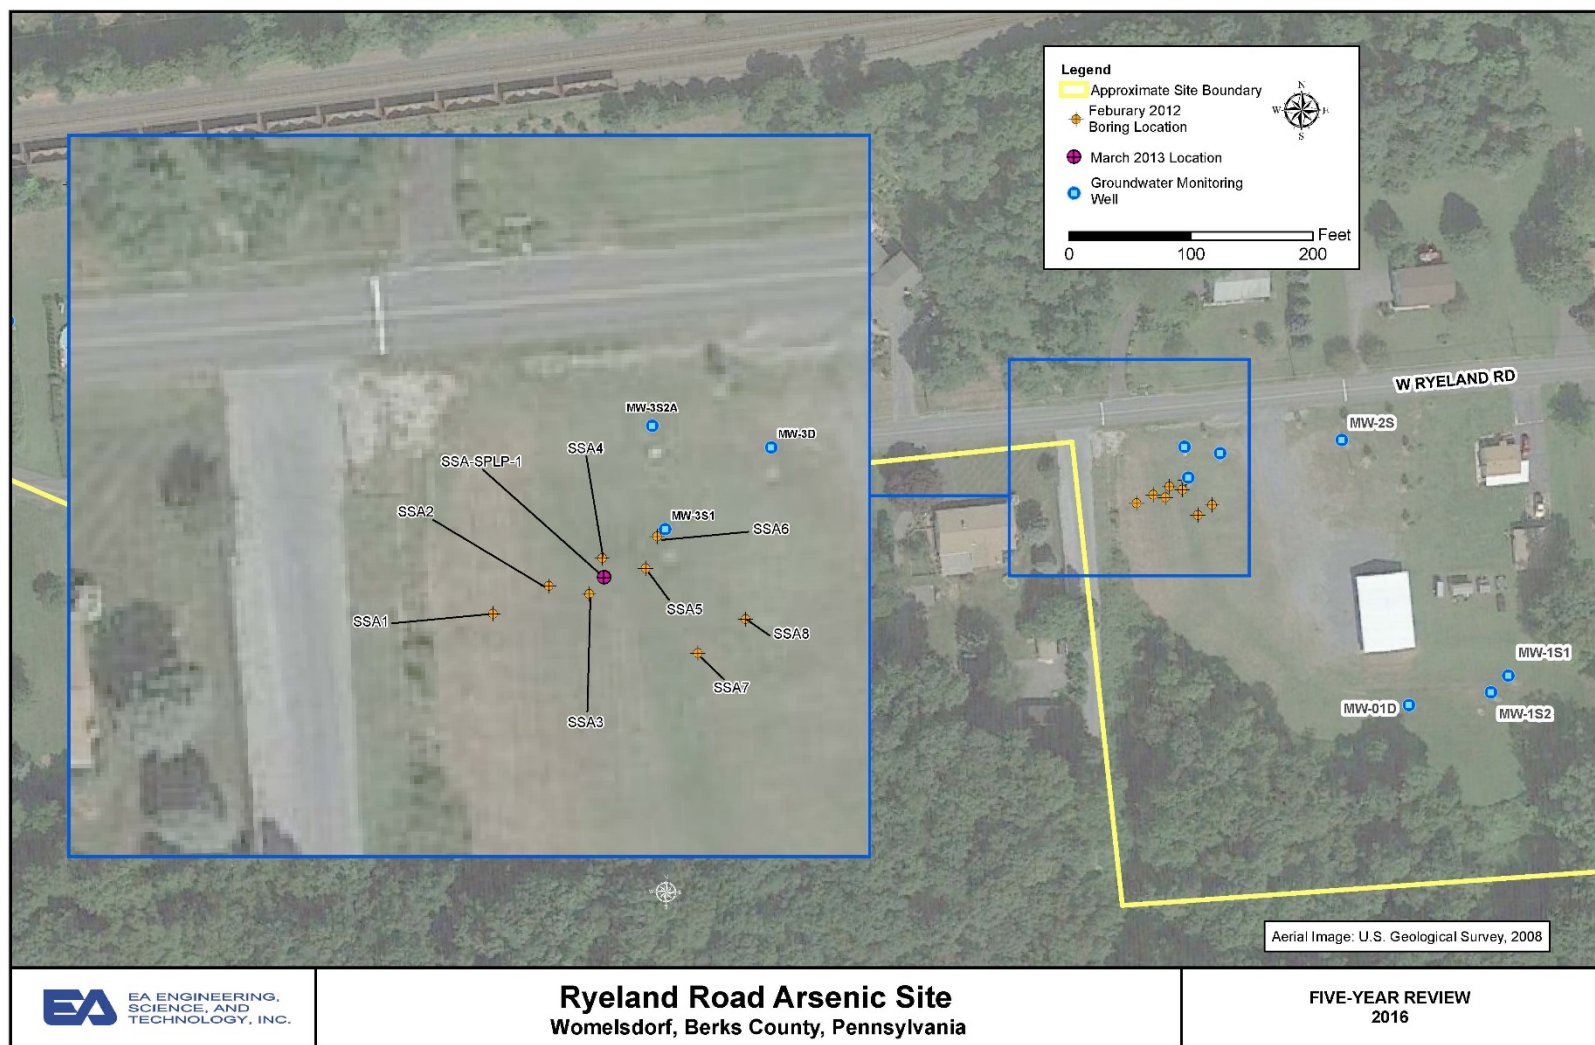 Legend
Approximate Site Boundary
Feburary 2012
Boring Location
March 2013 Location
Groundwater Monitoring
Well
N
W
E
S
Feet
0
100
200
W RYELAND RD
MW-3S2A
MW-3D
SSA4
SSA-SPLP-1
SSA2
MW-3S1
SSA6
SSA1
SSA5
SSA8
SSA7
SSA3
MW-2S
MW-1S1
MW-01D
MW-1S2
Aerial Image: U.S. Geological Survey, 2008
EA
EA ENGINEERING,
SCIENCE, AND
TECHNOLOGY, INC.
Ryeland Road Arsenic Site
Womelsdorf, Berks County, Pennsylvania
FIVE-YEAR REVIEW
2016